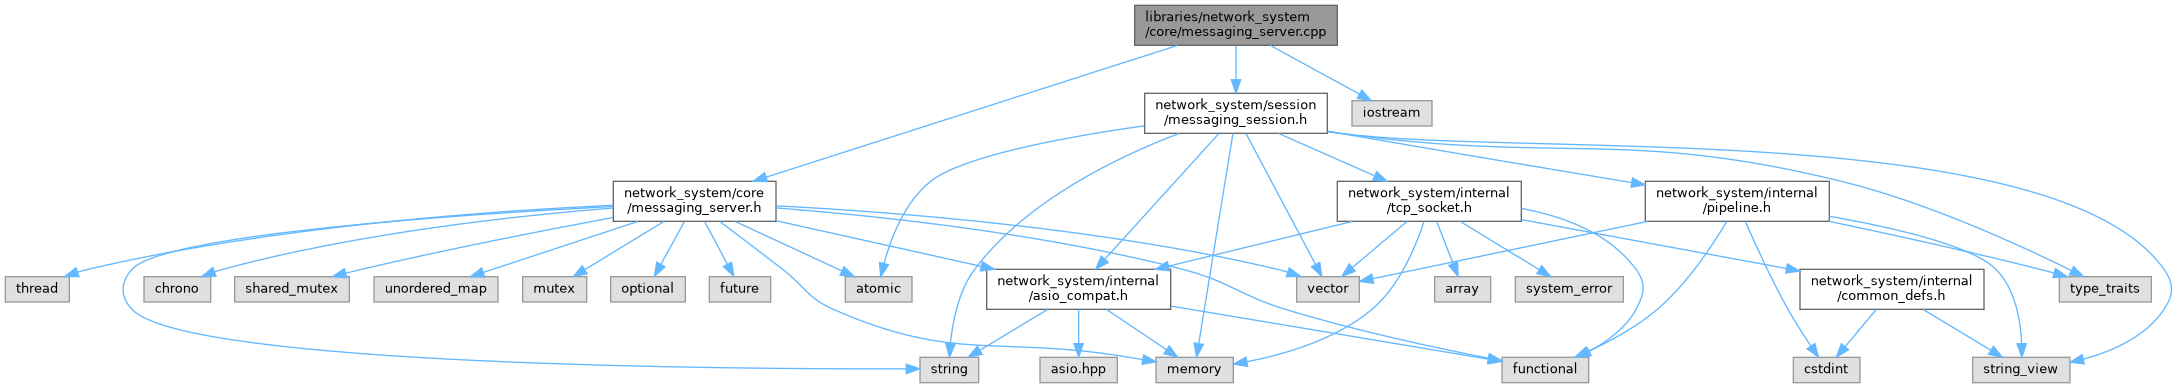 libraries/network_system
/core/messaging_server.cpp
network_system/session
/messaging_session.h
iostream
network_system/core
/messaging_server.h
network_system/internal
/tcp_socket.h
network_system/internal
/pipeline.h
thread
chrono
shared_mutex
unordered_map
mutex
optional
future
atomic
network_system/internal
/asio_compat.h
vector
array
system_error
network_system/internal
/common_defs.h
type_traits
string
asio.hpp
memory
functional
cstdint
string_view